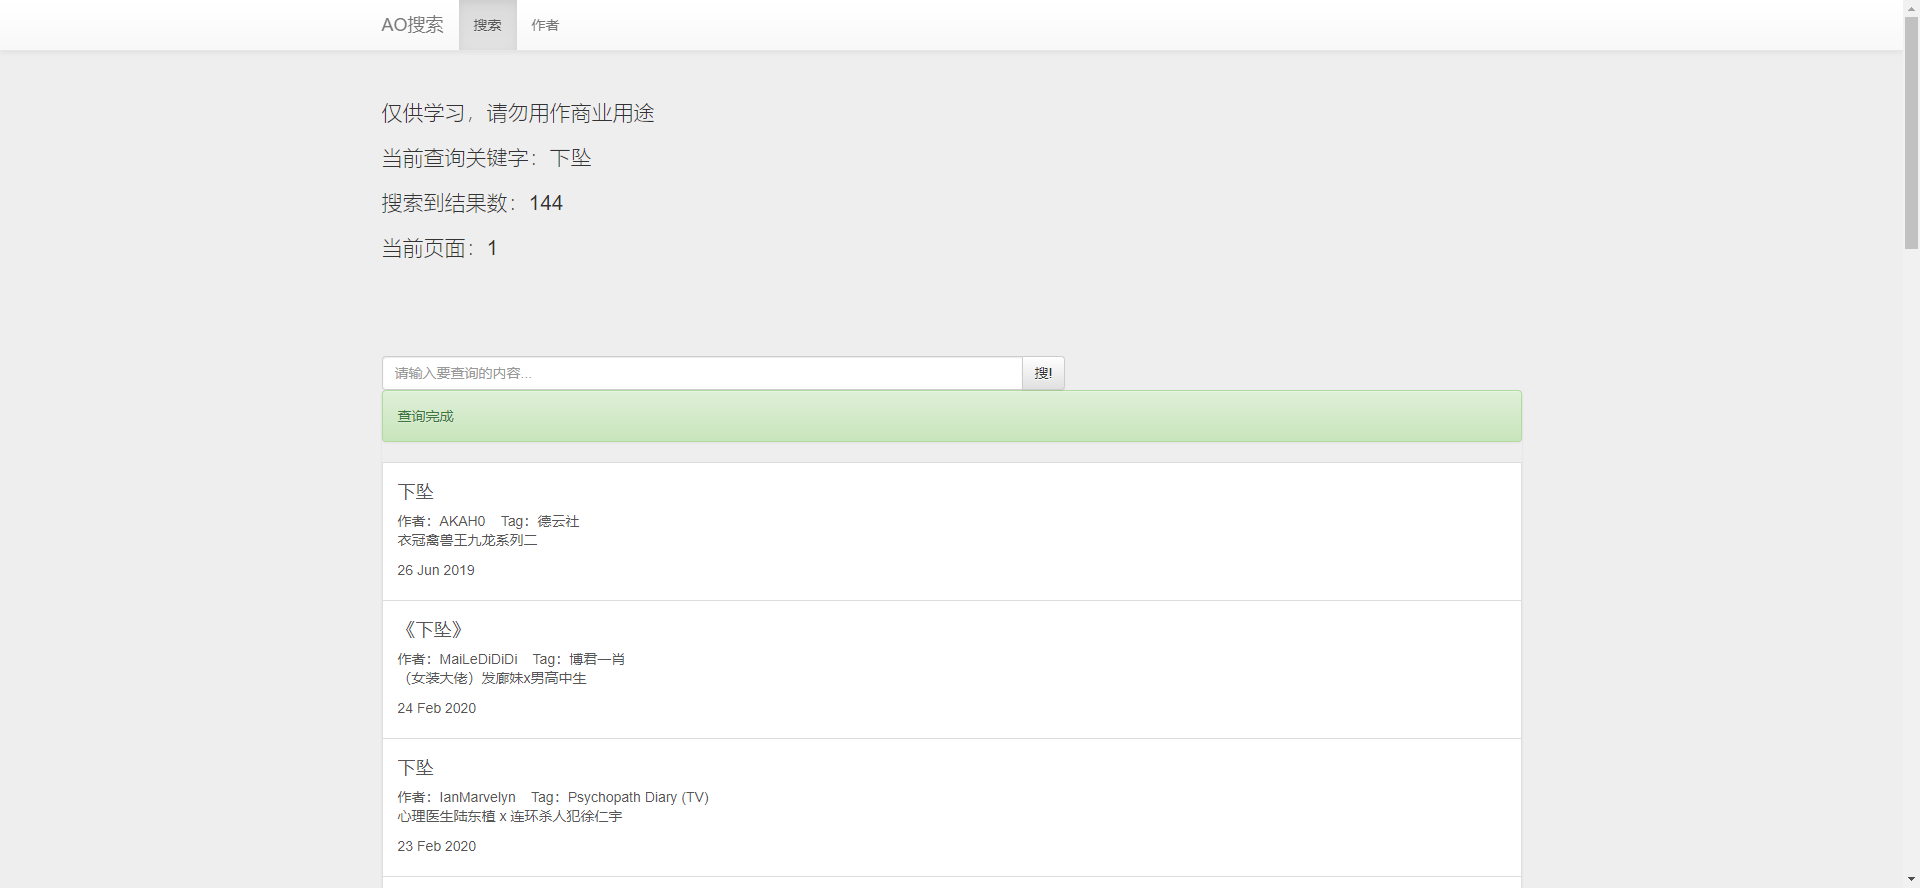 AO搜索 搜索 作者
仅供学习，请勿用作商业用途
当前查询关键字：下坠
搜索到结果数：144
当前页面：1
请输入要查询的内容... 搜!
查询完成
下坠
作者：AKAH0 Tag：德云社
衣冠禽兽王九龙系列二
26 Jun 2019
《下坠》
作者：MaiLeDiDiDi Tag：博君一肖
（女装大佬）发廊妹x男高中生
24 Feb 2020
下坠
作者：IanMarvelyn Tag：Psychopath Diary (TV)
心理医生陆东植 x 连环杀人犯徐仁宇
23 Feb 2020